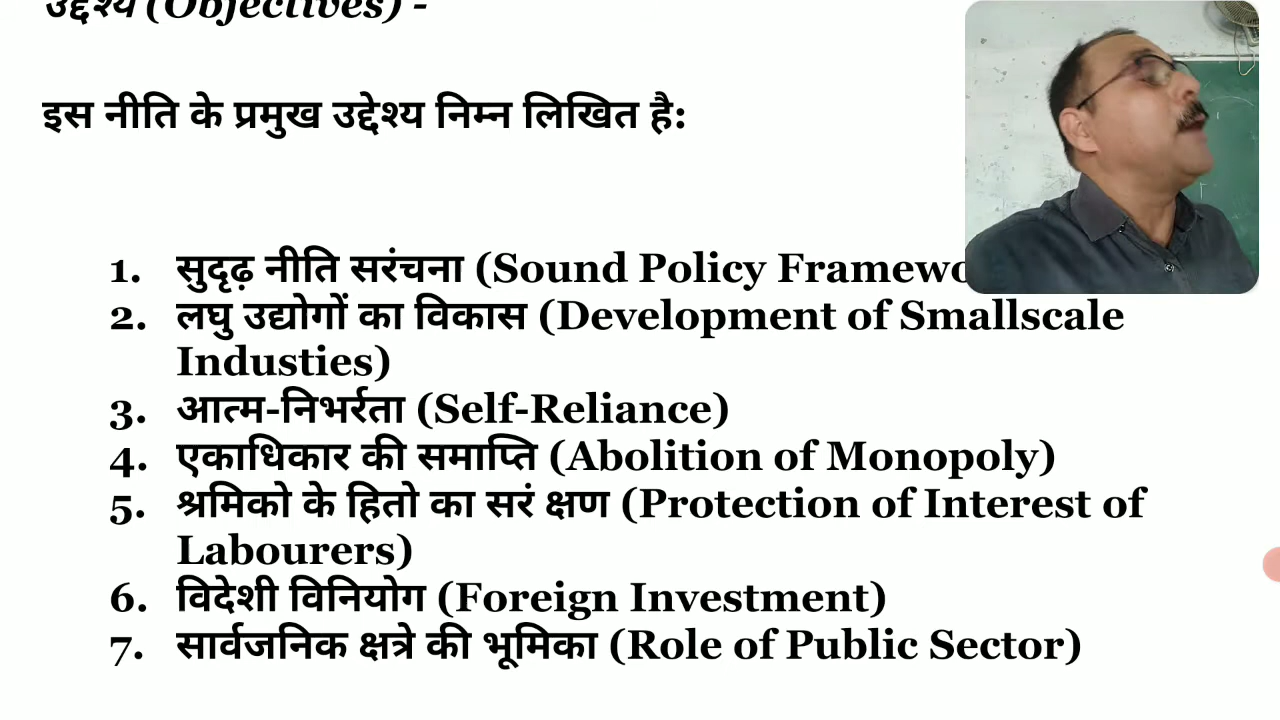 उद्देश्य (Objectives) -
इस नीति के प्रमुख उद्देश्य निम्न लिखित है:
1. सुदृढ़ नीति सरंचना (Sound Policy
2. लघु उद्योगों का विकास (Development of Smallscale
Industies)
3. आत्म-निभर्रता (Self-Reliance)
4. एकाधिकार की समाप्ति (Abolition of Monopoly)
5. श्रमिको के हितो का सरं क्षण (Protection of Interest of
Labourers)
6. विदेशी विनियोग (Foreign Investment)
7. सार्वजनिक क्षत्रे की भूमिका (Role of Public Sector)